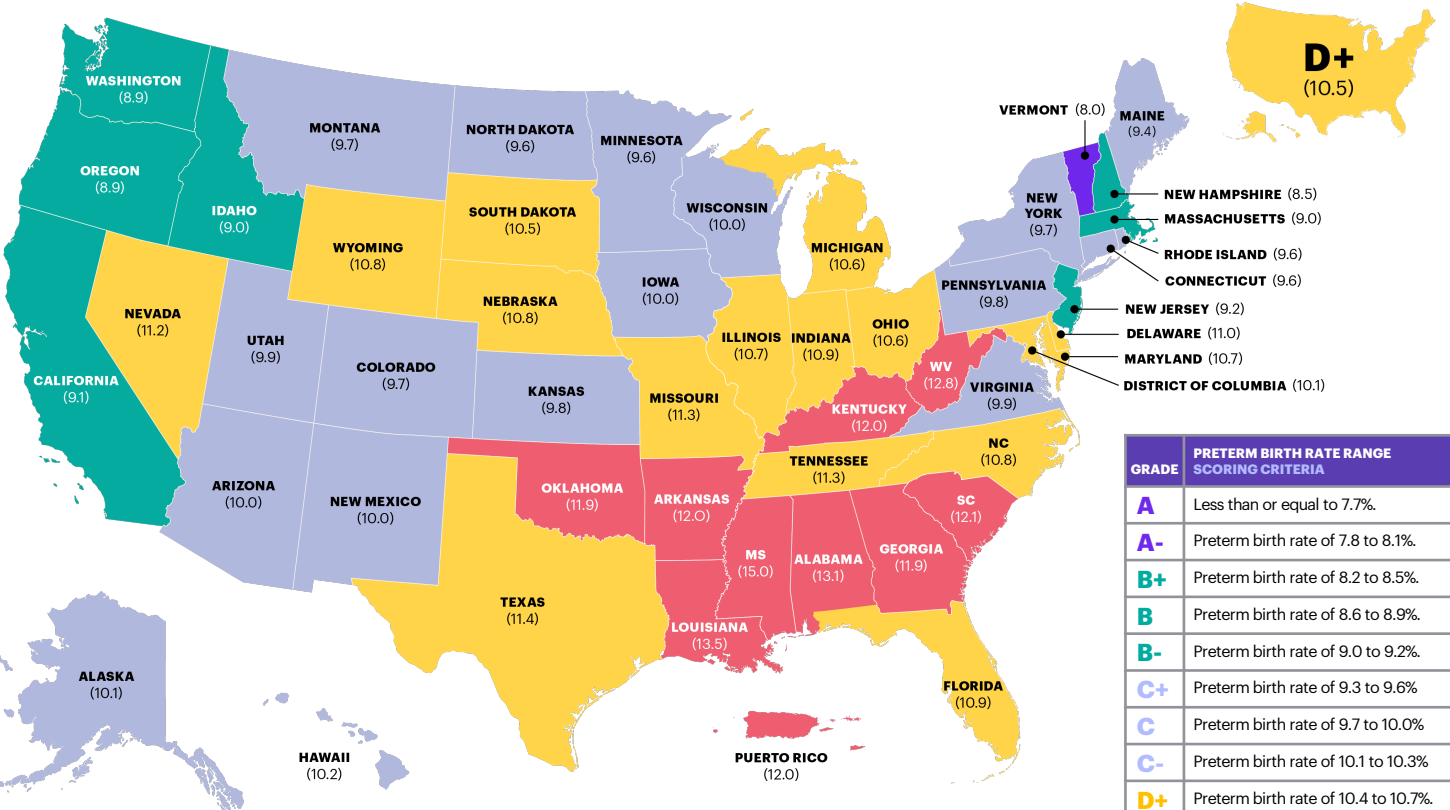 D+
(10.5)
WASHINGTON
(8.9)
OREGON
(8.9)
IDAHO
(9.0)
MONTANA
(9.7)
NORTH DAKOTA
(9.6)
MINNESOTA
(9.6)
VERMONT (8.0)
MAINE
(9.4)
NEW HAMPSHIRE (8.5)
MASSACHUSETTS (9.0)
RHODE ISLAND (9.6)
CONNECTICUT (9.6)
NEW JERSEY (9.2)
DELAWARE (11.0)
MARYLAND (10.7)
DISTRICT OF COLUMBIA (10.1)
NEW
YORK
(9.7)
WISCONSIN
(10.0)
MICHIGAN
(10.6)
SOUTH DAKOTA
(10.5)
WYOMING
(10.8)
IOWA
(10.0)
PENNSYLVANIA
(9.8)
NEBRASKA
(10.8)
NEVADA
(11.2)
UTAH
(9.9)
COLORADO
(9.7)
ILLINOIS
(10.7)
INDIANA
(10.9)
OHIO
(10.6)
CALIFORNIA
(9.1)
KANSAS
(9.8)
MISSOURI
(11.3)
WV
(12.8)
VIRGINIA
(9.9)
KENTUCKY
(12.0)
NC
(10.8)
TENNESSEE
(11.3)
ARIZONA
(10.0)
NEW MEXICO
(10.0)
OKLAHOMA
(11.9)
ARKANSAS
(12.0)
SC
(12.1)
MS
(15.0)
ALABAMA
(13.1)
GEORGIA
(11.9)
TEXAS
(11.4)
LOUISIANA
(13.5)
FLORIDA
(10.9)
ALASKA
(10.1)
HAWAII
(10.2)
PUERTO RICO
(12.0)
GRADE PRETERM BIRTH RATE RANGE
SCORING CRITERIA
A Less than or equal to 7.7%.
A- Preterm birth rate of 7.8 to 8.1%.
B+ Preterm birth rate of 8.2 to 8.5%.
B Preterm birth rate of 8.6 to 8.9%.
B- Preterm birth rate of 9.0 to 9.2%.
C+ Preterm birth rate of 9.3 to 9.6%
C Preterm birth rate of 9.7 to 10.0%
C- Preterm birth rate of 10.1 to 10.3%
D+ Preterm birth rate of 10.4 to 10.7%.